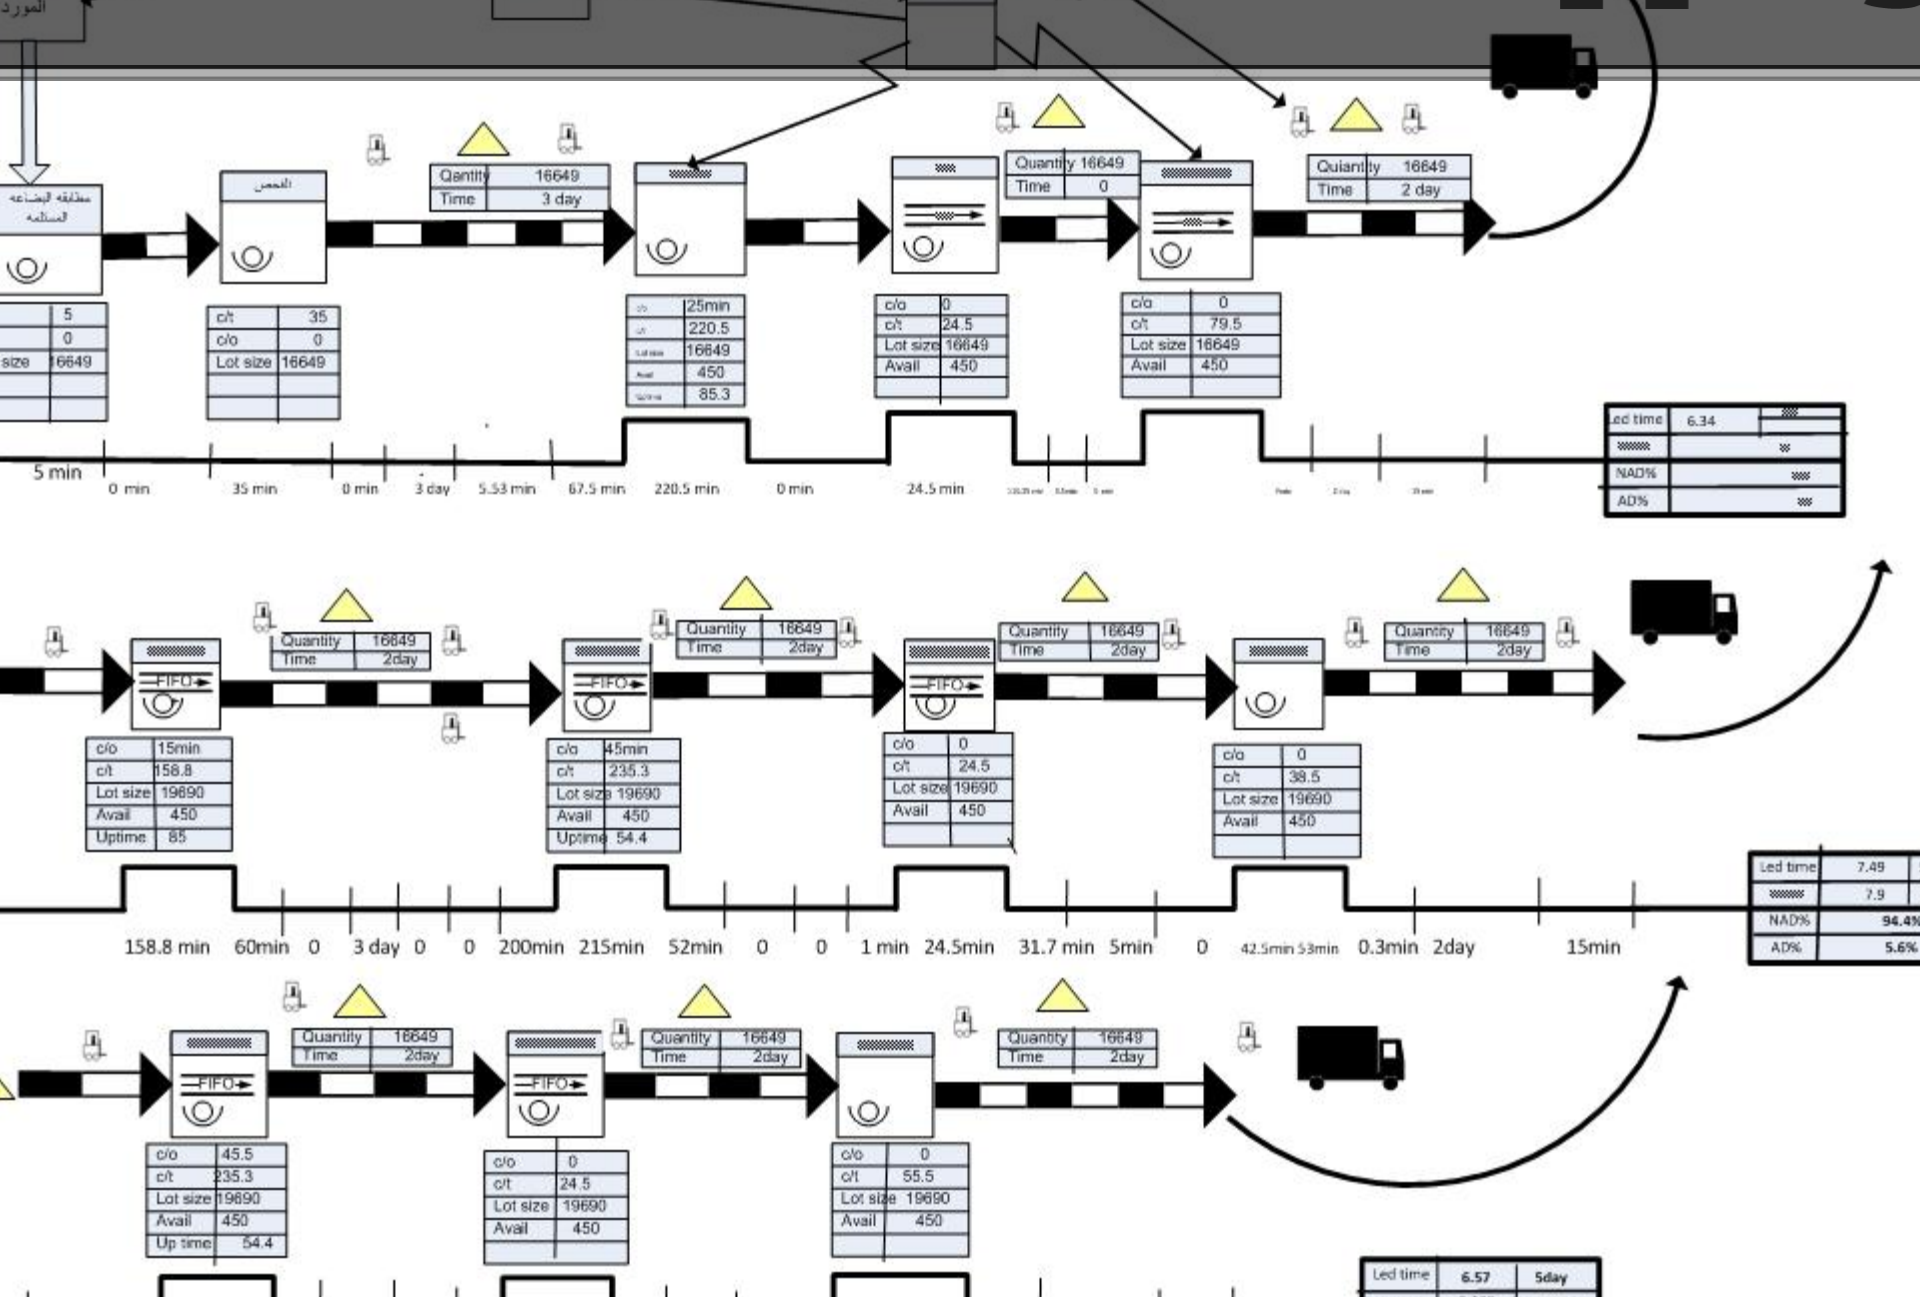 المورد
Quantity 16649
Quiantity 16649
Qantity 16649
Time 0
Time 2 day
Time 3 day
الفحص
مطابقه البضاعه
المستلمه
5
0
size 16649
c/t 35
c/o 0
Lot size 16649
25min
220.5
16649
450
85.3
c/o 0
c/t 24.5
Lot size 16649
Avail 450
c/o 0
c/t 79.5
Lot size 16649
Avail 450
Led time 6.34
NAD%
AD%
5 min
0 min
35 min
0 min
3 day
5.53 min
67.5 min
220.5 min
0 min
24.5 min
Quantity 16649
Time 2day
Quantity 16649
Time 2day
Quantity 16649
Time 2day
Quantity 16649
Time 2day
FIFO
FIFO
FIFO
c/o 15min
c/t 158.8
Lot size 19690
Avail 450
Uptime 85
c/o 45min
c/t 235.3
Lot size 19690
Avail 450
Uptime 54.4
c/o 0
c/t 24.5
Lot size 19690
Avail 450
c/o 0
c/t 38.5
Lot size 19690
Avail 450
Led time 7.49
7.9
NAD% 94.4%
AD% 5.6%
158.8 min 60min 0 3 day 0 0 200min 215min 52min 0 0 1 min 24.5min 31.7 min 5min 0 42.5min 53min 0.3min 2day 15min
Quantity 16649
Time 2day
Quantity 16649
Time 2day
Quantity 16649
Time 2day
FIFO
FIFO
c/o 45.5
c/t 235.3
Lot size 19690
Avail 450
Up time 54.4
c/o 0
c/t 24.5
Lot size 19690
Avail 450
c/o 0
c/t 55.5
Lot size 19690
Avail 450
Led time 6.57 5day